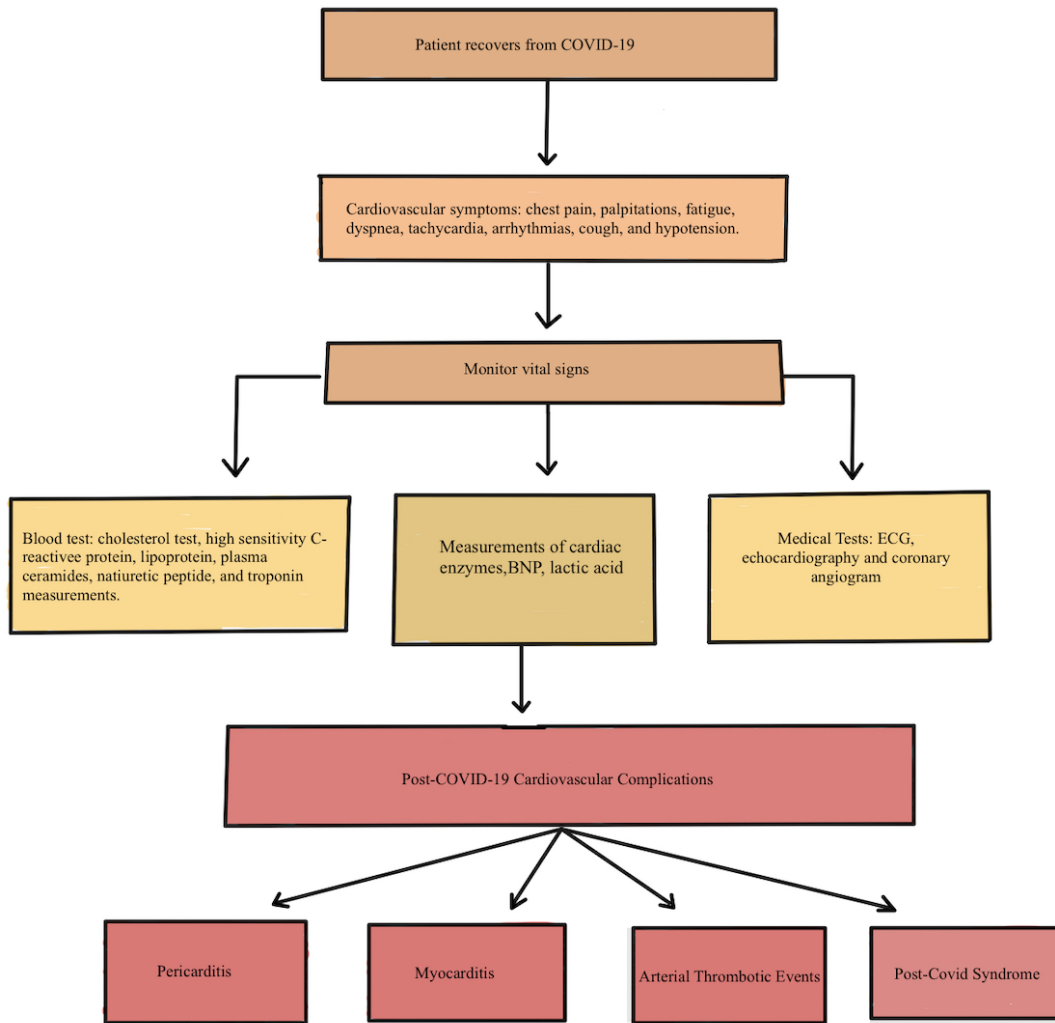 Patient recovers from COVID-19
Cardiovascular symptoms: chest pain, palpitations, fatigue,
dyspnea, tachycardia, arrhythmias, cough, and hypotension.
Monitor vital signs
Blood test: cholesterol test, high sensitivity C-
reactivee protein, lipoprotein, plasma
ceramides, natiuretic peptide, and troponin
measurements.
Measurements of cardiac
enzymes,BNP, lactic acid
Medical Tests: ECG,
echocardiography and coronary
angiogram
Post-COVID-19 Cardiovascular Complications
Pericarditis
Myocarditis
Arterial Thrombotic Events
Post-Covid Syndrome